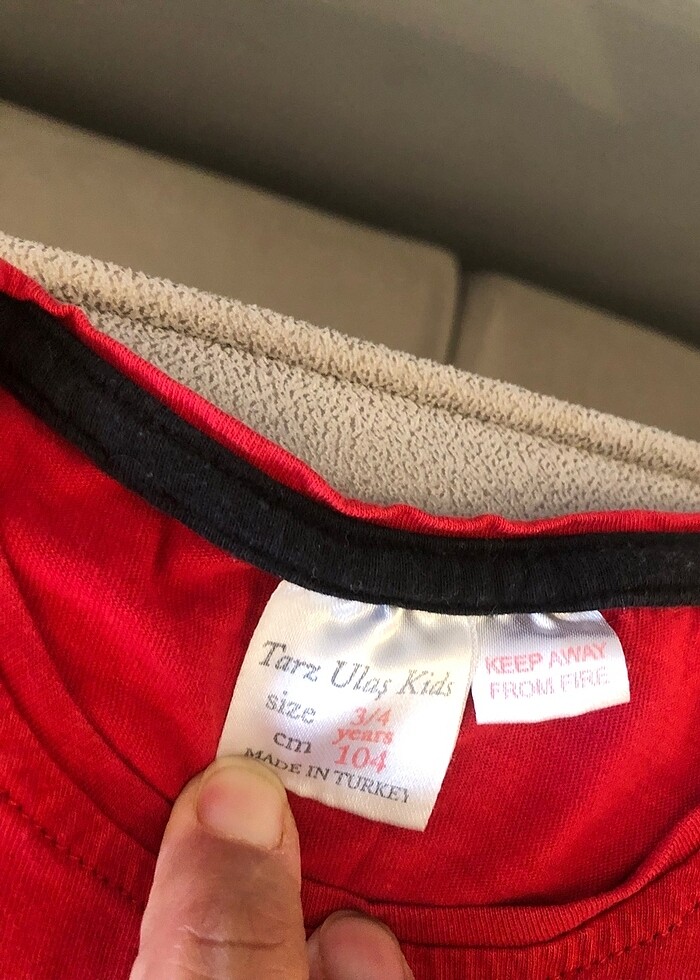 Tarz Ulaş Kids
size 3/4 years
cm 104
MADE IN TURKEY
KEEP AWAY
FROM FIRE